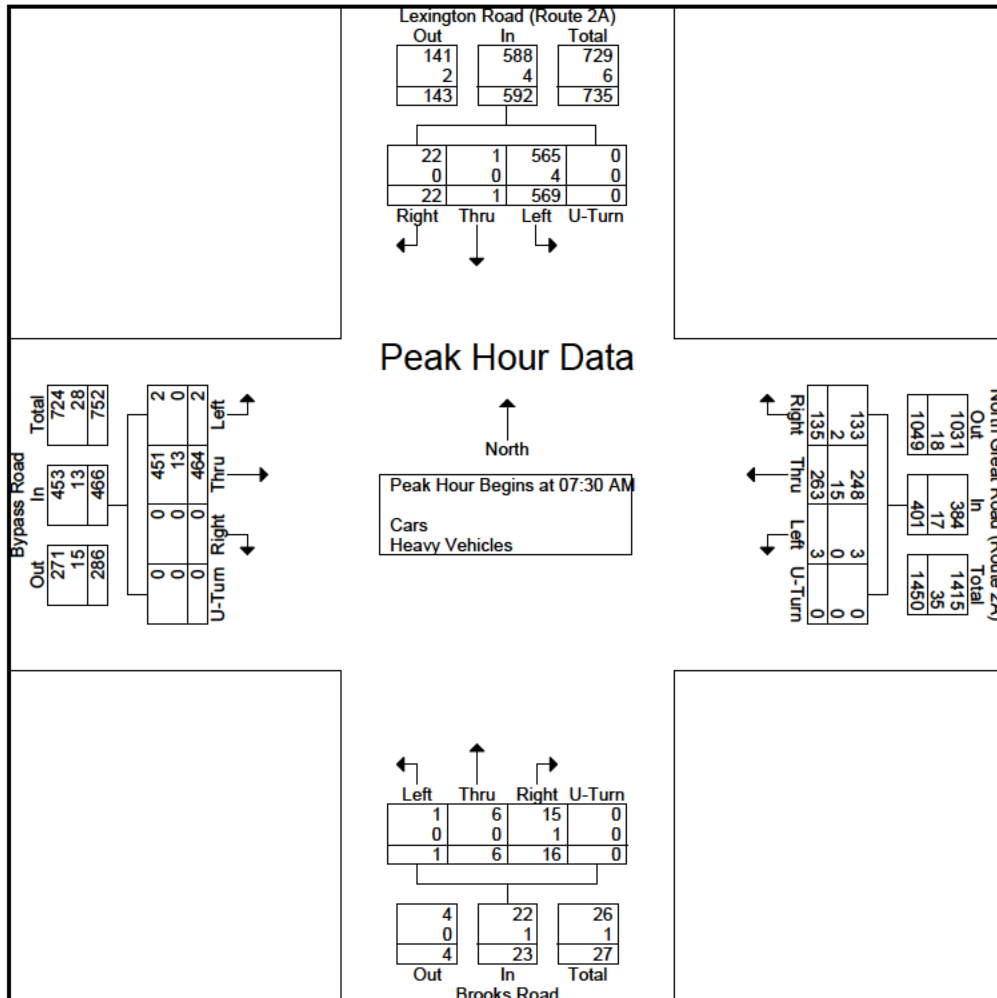 Lexington Road (Route 2A)
Out In Total
141 588 729
2 4 6
143 592 735
22 1 565 0
0 0 4 0
22 1 569 0
Right Thru Left U-Turn
Peak Hour Data
North
Peak Hour Begins at 07:30 AM
Cars
Heavy Vehicles
Bypass Road
Out In Total
271 453 724
15 13 28
286 466 752
U-Turn Right Thru Left
0 0 451 2
0 0 13 0
0 0 464 2
North Great Road (Route 2A)
Out In Total
1031 384 1415
18 17 35
1049 401 1450
133 248 3 0
2 15 0 0
135 263 3 0
Right Thru Left U-Turn
Left Thru Right U-Turn
1 6 15 0
0 0 1 0
1 6 16 0
4 22 26
0 1 1
4 23 27
Out In Total
Brooks Road